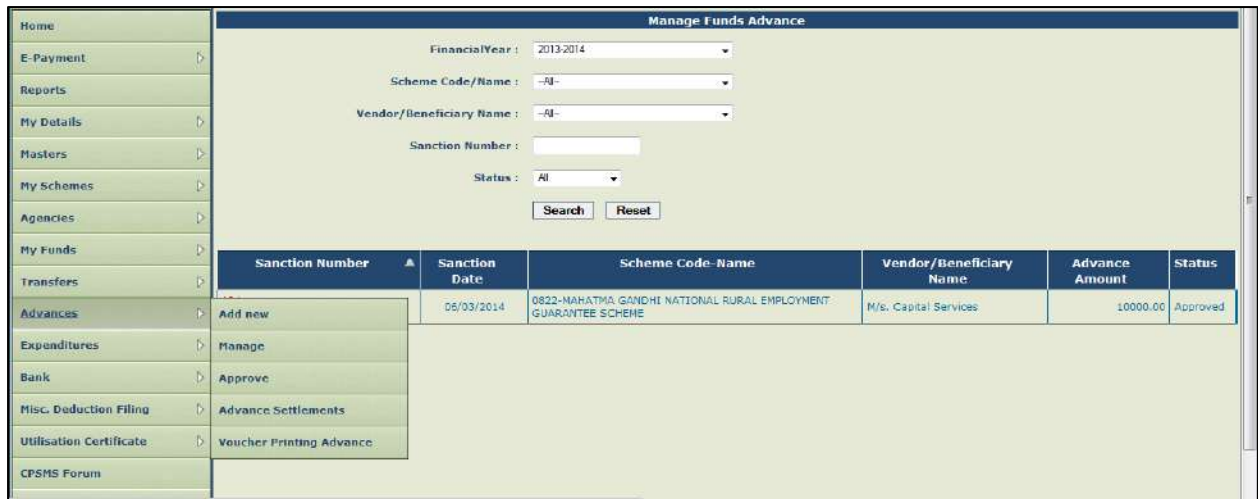 Home
E-Payment
Reports
My Details
Masters
My Schemes
Agencies
My Funds
Transfers
Advances
Expenditures
Bank
Misc. Deduction Filing
Utilisation Certificate
CPSMS Forum
Add new
Manage
Approve
Advance Settlements
Voucher Printing Advance
Manage Funds Advance
FinancialYear : 2013-2014
Scheme Code/Name : --All--
Vendor/Beneficiary Name : --All--
Sanction Number :
Status : All
Search Reset
Sanction Number Sanction Date Scheme Code-Name Vendor/Beneficiary Name Advance Amount Status
06/03/2014 0822-MAHATMA GANDHI NATIONAL RURAL EMPLOYMENT GUARANTEE SCHEME M/s. Capital Services 10000.00 Approved